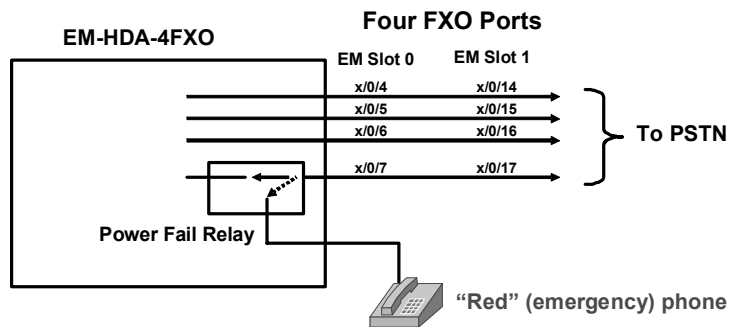 Four FXO Ports
EM-HDA-4FXO
EM Slot 0 EM Slot 1
x/0/4 x/0/14
x/0/5 x/0/15
x/0/6 x/0/16
To PSTN
x/0/7 x/0/17
Power Fail Relay
“Red” (emergency) phone